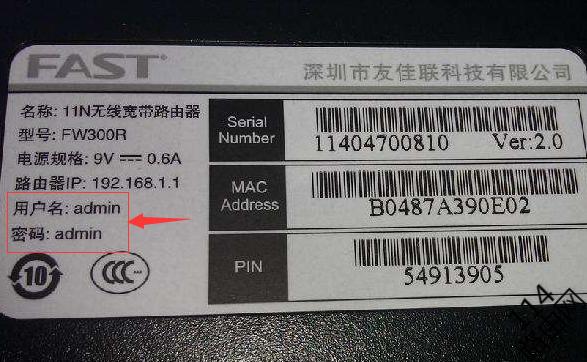 FAST
深圳市友佳联科技有限公司
名称: 11N无线宽带路由器
型号: FW300R
电源规格: 9V 0.6A
路由器IP: 192.168.1.1
用户名: admin
密码: admin
10
CCC
Serial Number
11404700810 Ver:2.0
MAC Address
B0487A390E02
PIN
54913905